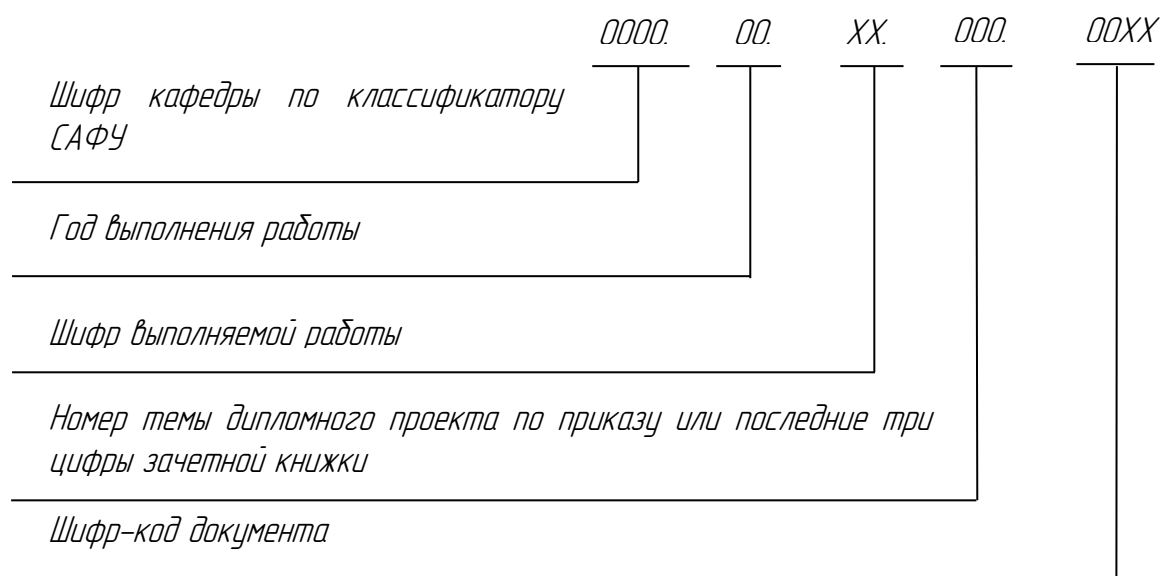 0000. 00. XX. 000. 00XX
Шифр кафедры по классификатору
САФУ
Год выполнения работы
Шифр выполняемой работы
Номер темы дипломного проекта по приказу или последние три
цифры зачетной книжки
Шифр-код документа